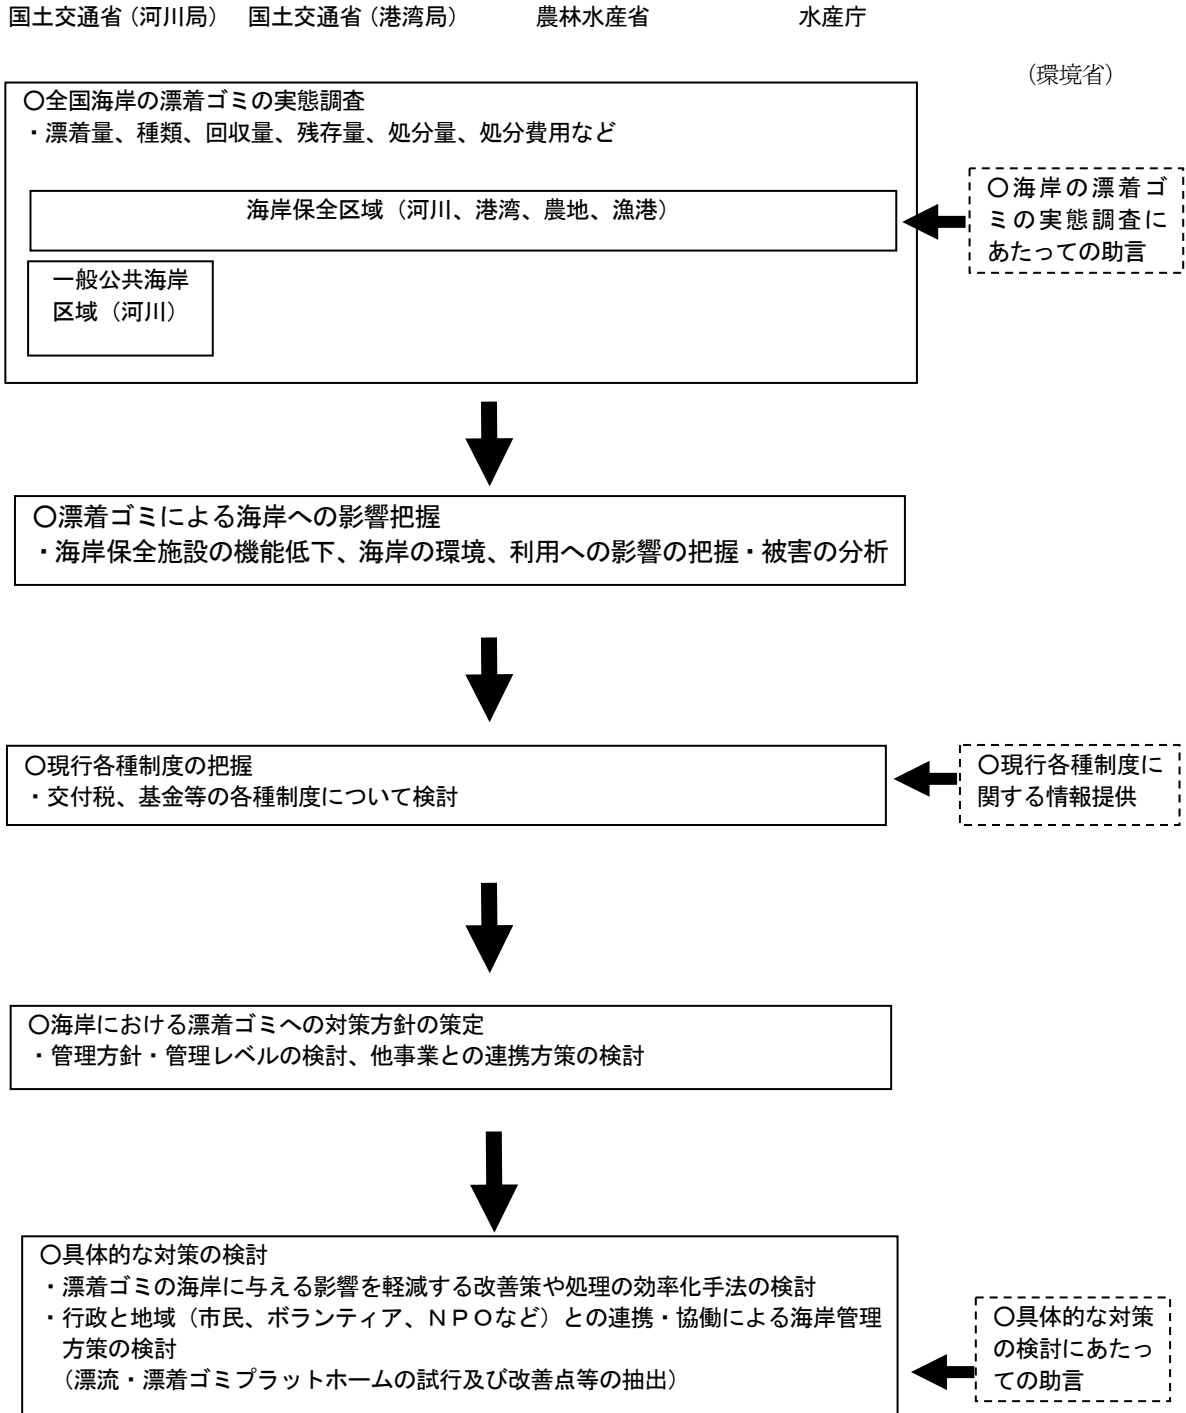 国土交通省（河川局）　国土交通省（港湾局）　農林水産省　水産庁
（環境省）
〇全国海岸の漂着ゴミの実態調査
・漂着量、種類、回収量、残存量、処分量、処分費用など
海岸保全区域（河川、港湾、農地、漁港）
一般公共海岸
区域（河川）
〇海岸の漂着ゴ
ミの実態調査に
あたっての助言
〇漂着ゴミによる海岸への影響把握
・海岸保全施設の機能低下、海岸の環境、利用への影響の把握・被害の分析
〇現行各種制度の把握
・交付税、基金等の各種制度について検討
〇現行各種制度に
関する情報提供
〇海岸における漂着ゴミへの対策方針の策定
・管理方針・管理レベルの検討、他事業との連携方策の検討
〇具体的な対策の検討
・漂着ゴミの海岸に与える影響を軽減する改善策や処理の効率化手法の検討
・行政と地域（市民、ボランティア、ＮＰＯなど）との連携・協働による海岸管理
方策の検討
（漂流・漂着ゴミプラットホームの試行及び改善点等の抽出）
〇具体的な対策
の検討にあたっ
ての助言